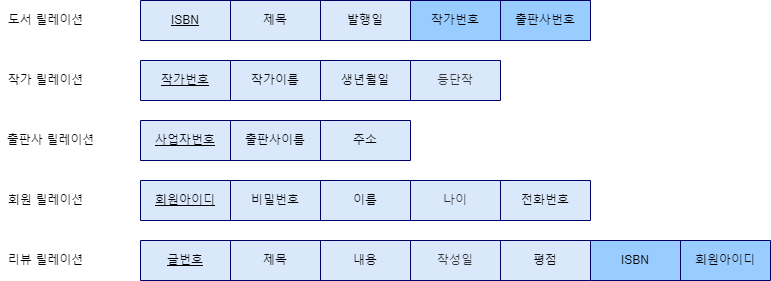 도서 릴레이션 ISBN 제목 발행일 작가번호 출판사번호
작가 릴레이션 작가번호 작가이름 생년월일 등단작
출판사 릴레이션 사업자번호 출판사이름 주소
회원 릴레이션 회원아이디 비밀번호 이름 나이 전화번호
리뷰 릴레이션 글번호 제목 내용 작성일 평점 ISBN 회원아이디